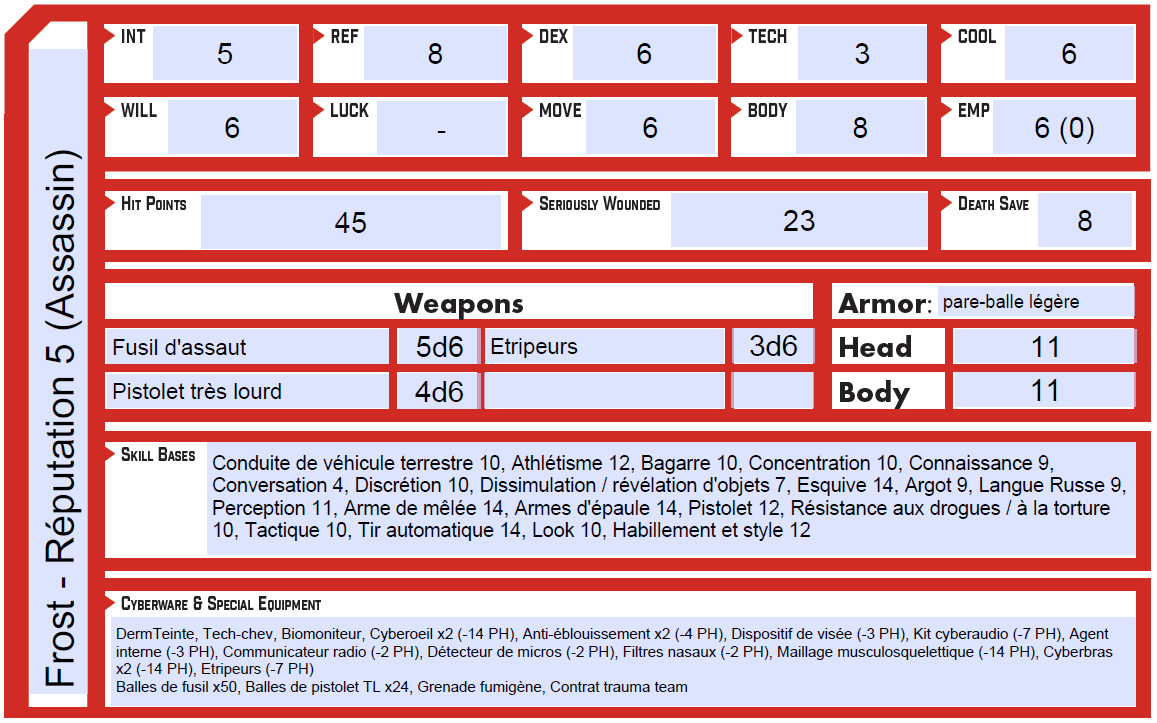 Frost - Réputation 5 (Assassin)
INT 5 REF 8 DEX 6 TECH 3 COOL 6
WILL 6 LUCK - MOVE 6 BODY 8 EMP 6 (0)
Hit Points 45 Seriously Wounded 23 Death Save 8
Weapons Armor: pare-balle légère
Fusil d'assaut 5d6 Etripeurs 3d6 Head 11
Pistolet très lourd 4d6 Body 11
Skill Bases
Conduite de véhicule terrestre 10, Athlétisme 12, Bagarre 10, Concentration 10, Connaissance 9,
Conversation 4, Discrétion 10, Dissimulation / révélation d'objets 7, Esquive 14, Argot 9, Langue Russe 9,
Perception 11, Arme de mêlée 14, Armes d'épaule 14, Pistolet 12, Résistance aux drogues / à la torture
10, Tactique 10, Tir automatique 14, Look 10, Habillement et style 12
Cyberware & Special Equipment
DermTeinte, Tech-chev, Biomoniteur, Cyberoeil x2 (-14 PH), Anti-éblouissement x2 (-4 PH), Dispositif de visée (-3 PH), Kit cyberaudio (-7 PH), Agent
interne (-3 PH), Communicateur radio (-2 PH), Détecteur de micros (-2 PH), Filtres nasaux (-2 PH), Maillage musculosquelettique (-14 PH), Cyberbras
x2 (-14 PH), Etripeurs (-7 PH)
Balles de fusil x50, Balles de pistolet TL x24, Grenade fumigène, Contrat trauma team